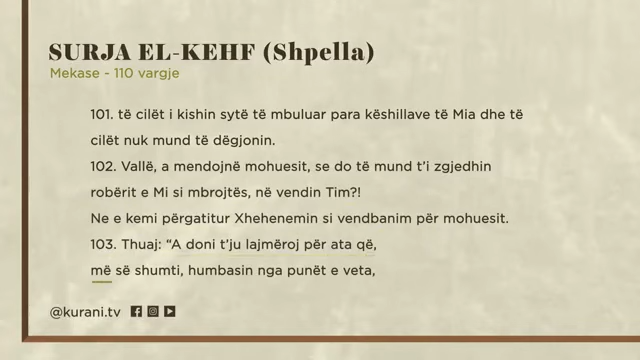 SURJA EL-KEHF (Shpella)
Mekase - 110 vargje
101. të cilët i kishin sytë të mbuluar para këshillave të Mia dhe të
cilët nuk mund të dëgjonin.
102. Vallë, a mendojnë mohuesit, se do të mund t'i zgjedhin
robërit e Mi si mbrojtës, në vendin Tim?!
Ne e kemi përgatitur Xhehenemin si vendbanim për mohuesit.
103. Thuaj: “A doni t'ju lajmëroj për ata që,
më së shumti, humbasin nga punët e veta,
@kurani.tv